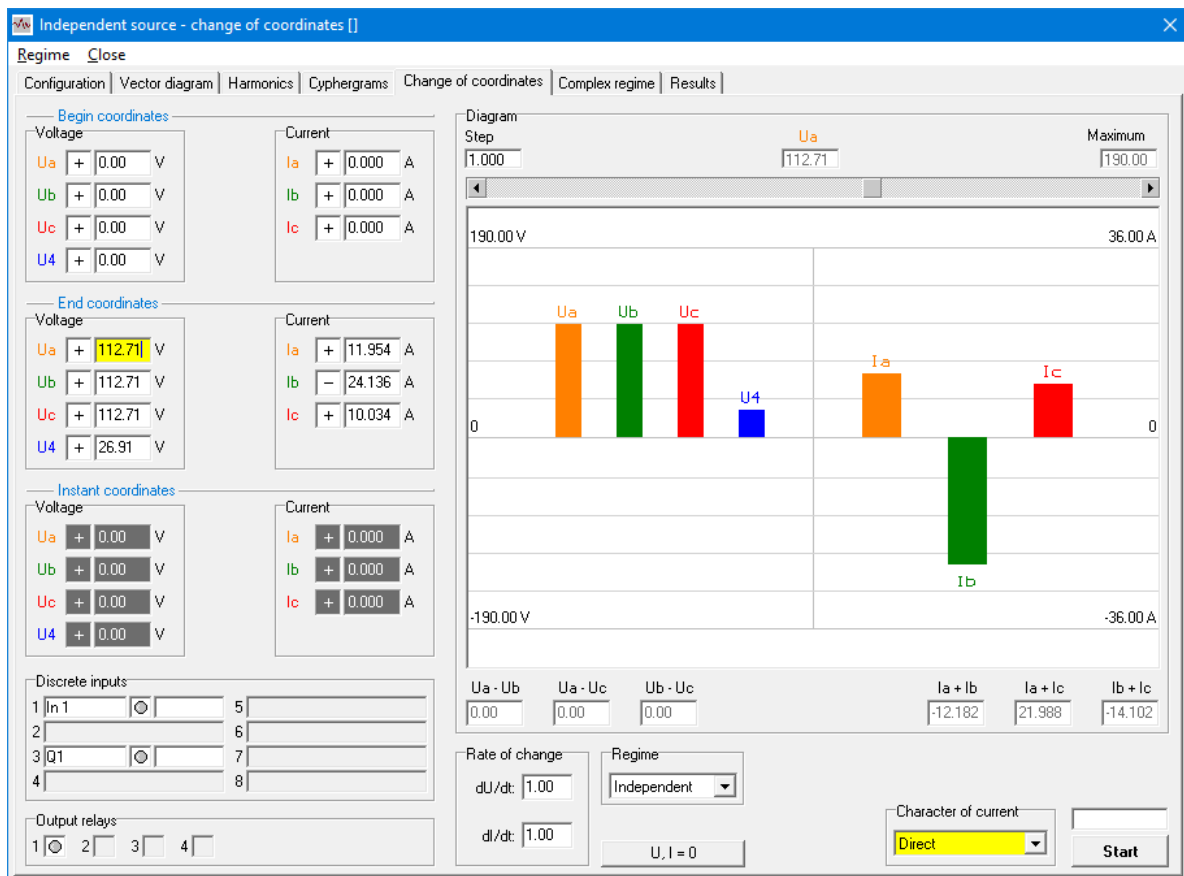 Independent source - change of coordinates []
Regime Close
Configuration Vector diagram Harmonics Cyphergrams Change of coordinates Complex regime Results
Begin coordinates
Voltage
Ua + 0.00 V
Ub + 0.00 V
Uc + 0.00 V
U4 + 0.00 V
Current
Ia + 0.000 A
Ib + 0.000 A
Ic + 0.000 A
End coordinates
Voltage
Ua + 112.71 V
Ub + 112.71 V
Uc + 112.71 V
U4 + 26.91 V
Current
Ia + 11.954 A
Ib − 24.136 A
Ic + 10.034 A
Instant coordinates
Voltage
Ua + 0.00 V
Ub + 0.00 V
Uc + 0.00 V
U4 + 0.00 V
Current
Ia + 0.000 A
Ib + 0.000 A
Ic + 0.000 A
Discrete inputs
1 In 1 5
2 6
3 Q1 7
4 8
Output relays
1 2 3 4
Diagram
Step Ua Maximum
1.000 112.71 190.00
190.00 V 36.00 A
Ua Ub Uc U4 Ia Ic
0 0
Ib
-190.00 V -36.00 A
Ua - Ub Ua - Uc Ub - Uc Ia + Ib Ia + Ic Ib + Ic
0.00 0.00 0.00 -12.182 21.988 -14.102
Rate of change
dU/dt: 1.00
dI/dt: 1.00
Regime
Independent
U, I = 0
Character of current
Direct
Start